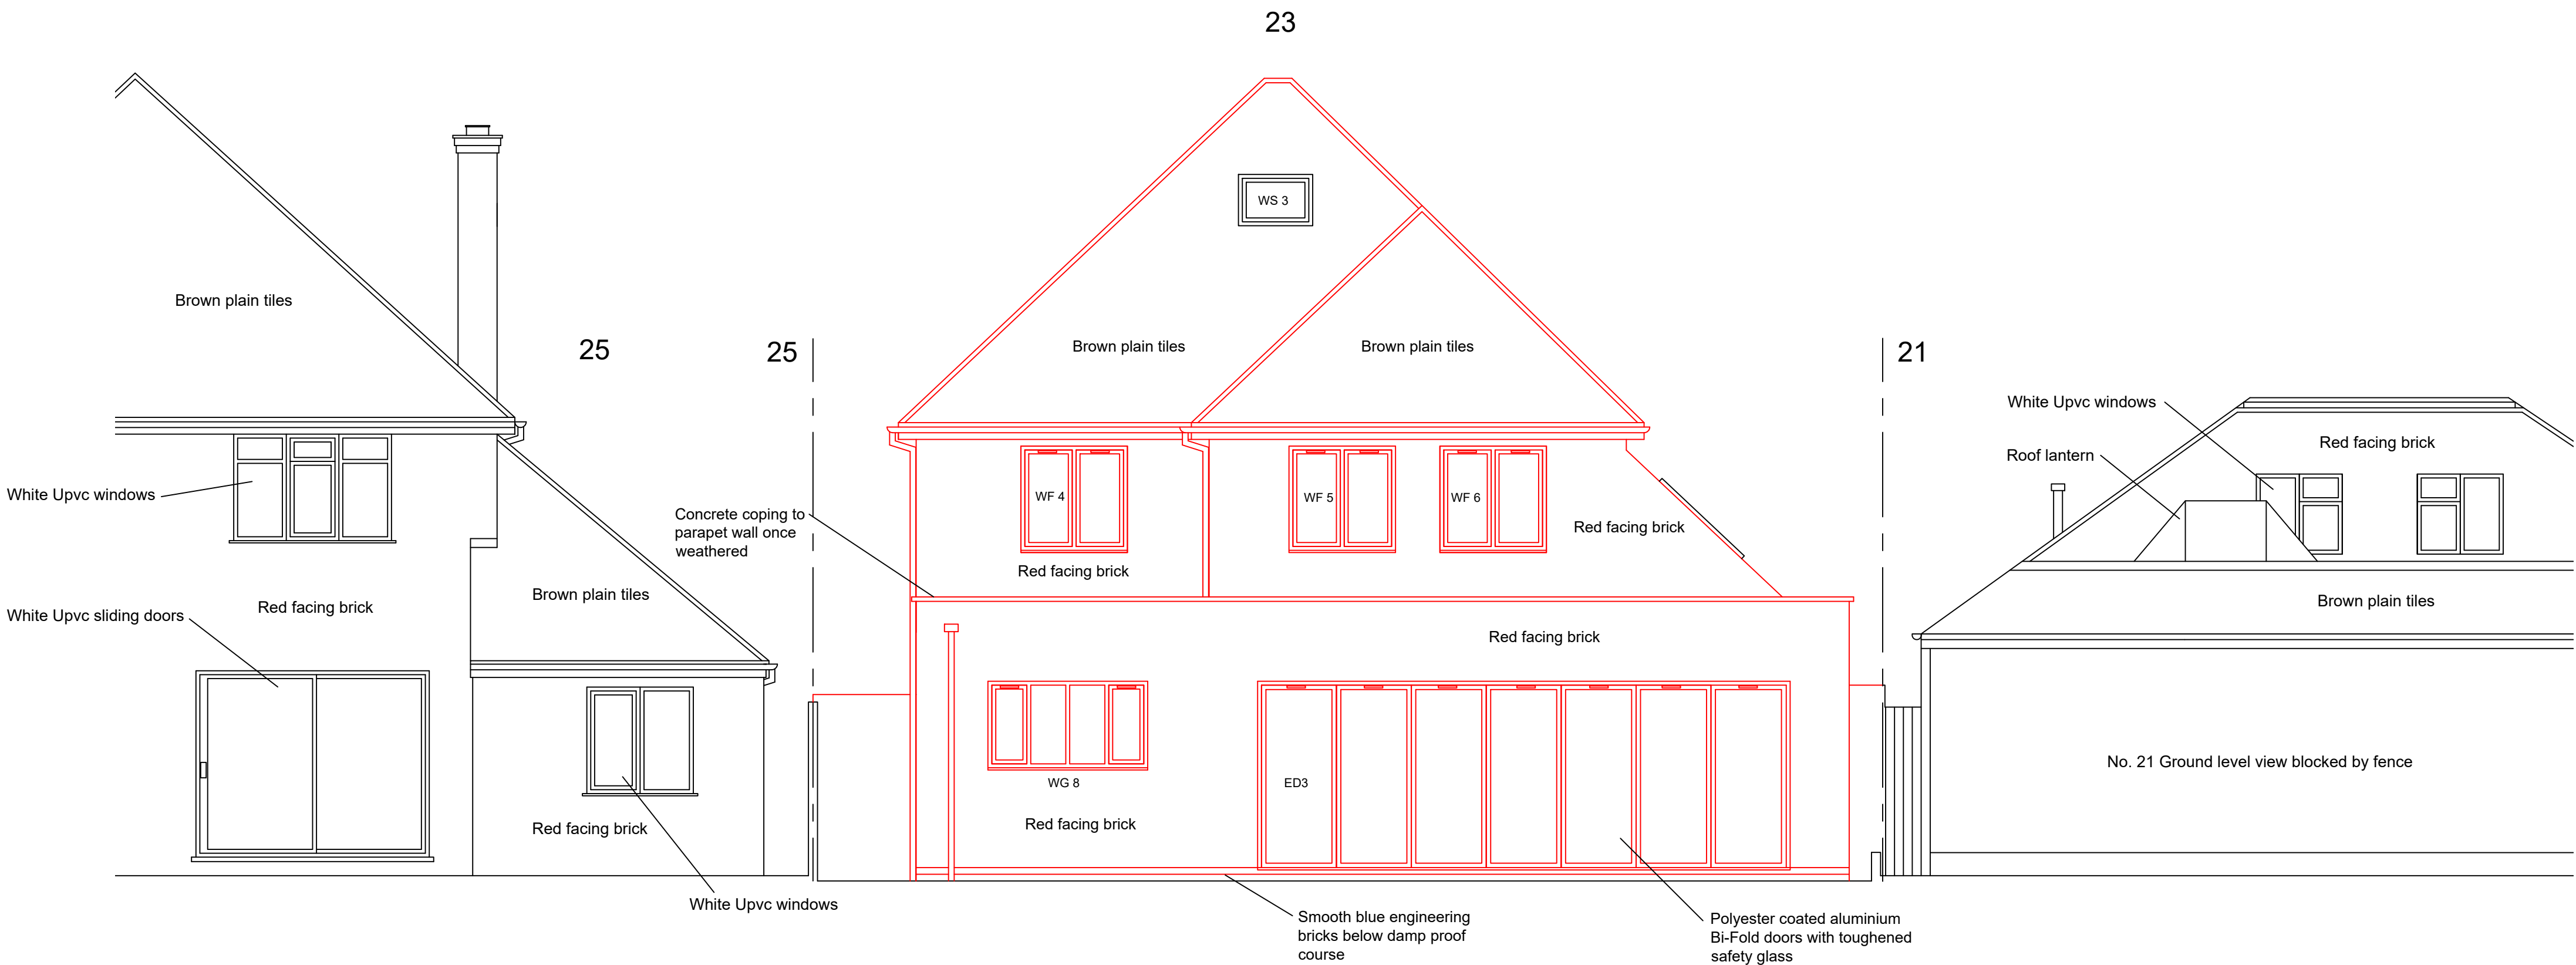 23
WS 3
Brown plain tiles
25
25
Brown plain tiles
Brown plain tiles
21
White Upvc windows
Red facing brick
Roof lantern
White Upvc windows
WF 4
WF 5
WF 6
Concrete coping to
parapet wall once
weathered
Red facing brick
Red facing brick
Brown plain tiles
Brown plain tiles
Red facing brick
White Upvc sliding doors
Red facing brick
No. 21 Ground level view blocked by fence
WG 8
ED3
Red facing brick
Red facing brick
White Upvc windows
Smooth blue engineering
bricks below damp proof
course
Polyester coated aluminium
Bi-Fold doors with toughened
safety glass